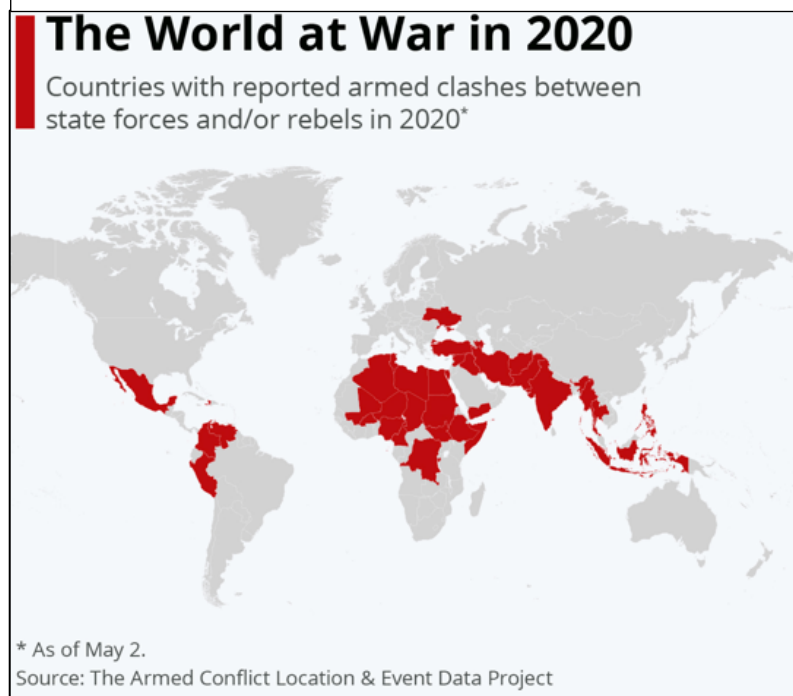 The World at War in 2020
Countries with reported armed clashes between
state forces and/or rebels in 2020*
* As of May 2.
Source: The Armed Conflict Location & Event Data Project